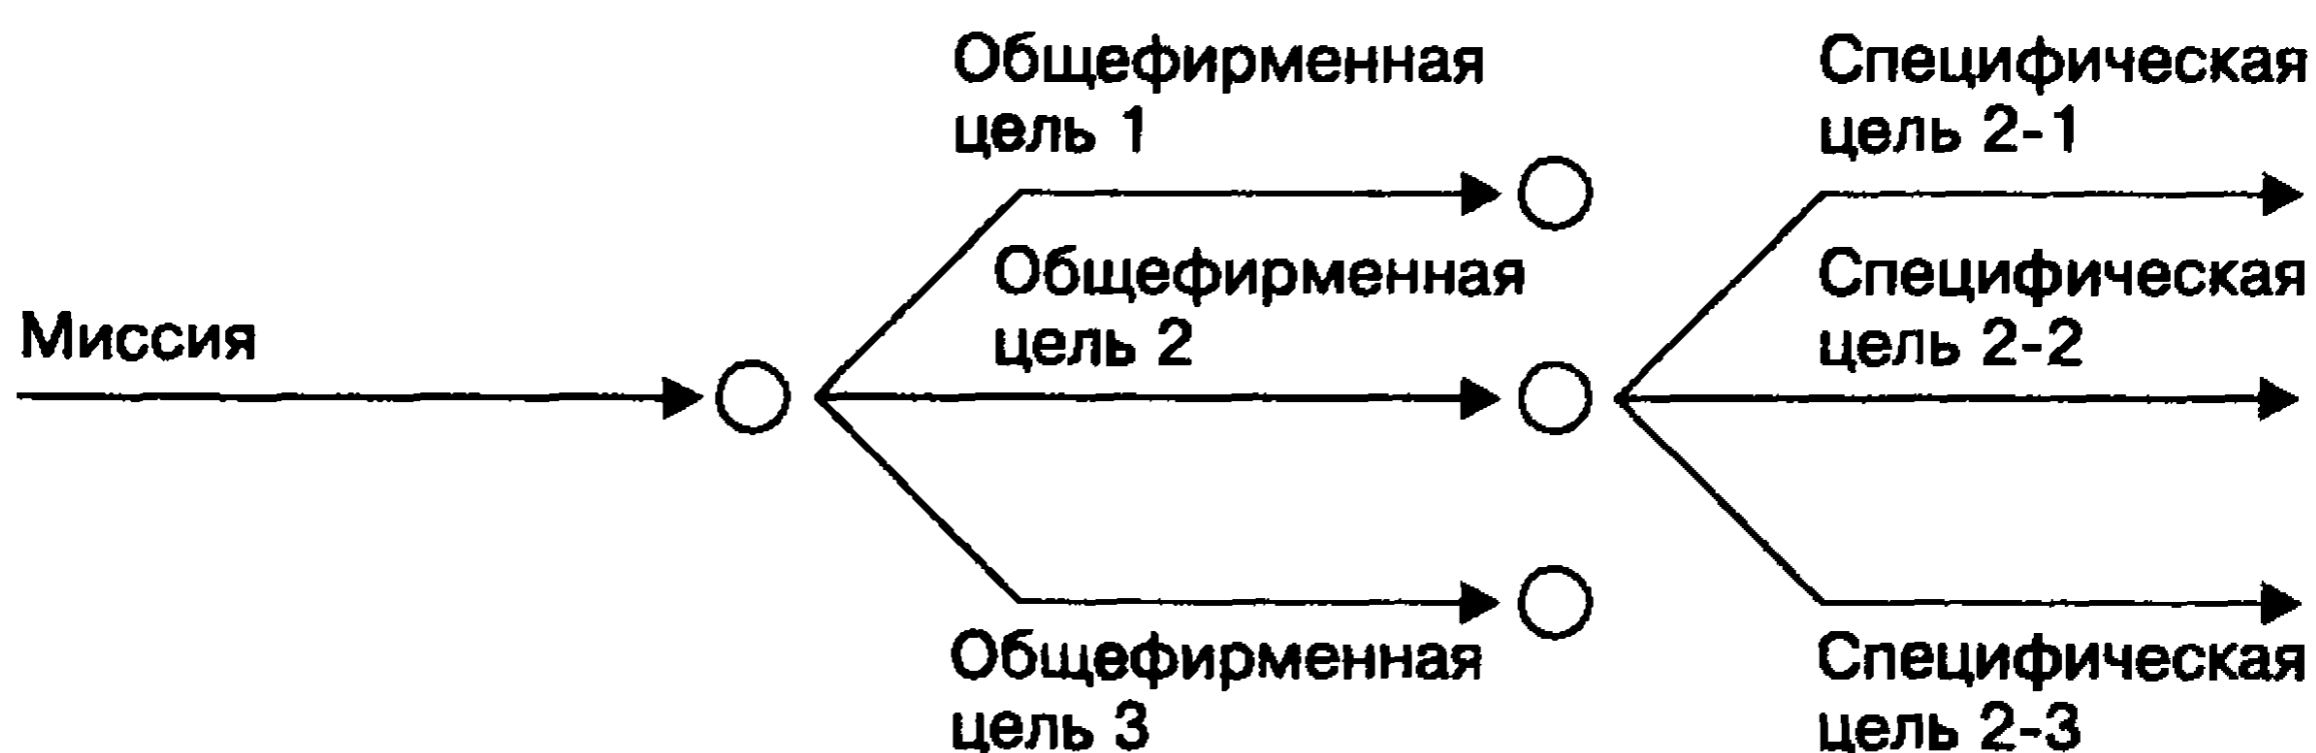 Миссия
Общефирменная
цель 1
Общефирменная
цель 2
Общефирменная
цель 3
Специфическая
цель 2-1
Специфическая
цель 2-2
Специфическая
цель 2-3